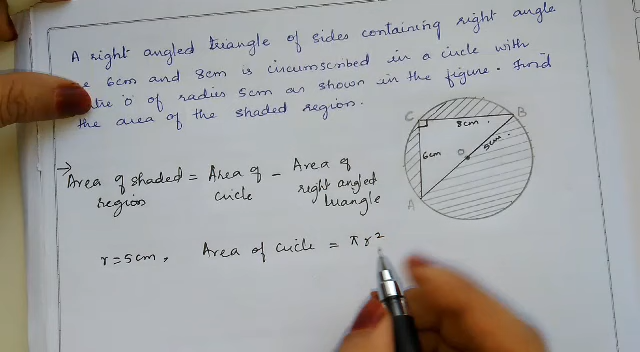 A right angled triangle of sides containing right angle
6cm and 8cm is circumscribed in a circle with
'O' of radius 5cm as shown in the figure. Find
the area of the shaded region.
C
B
8cm
5cm
6cm
O
A
→ Area of shaded region = Area of circle - Area of right angled triangle
r=5cm, Area of circle = πr²